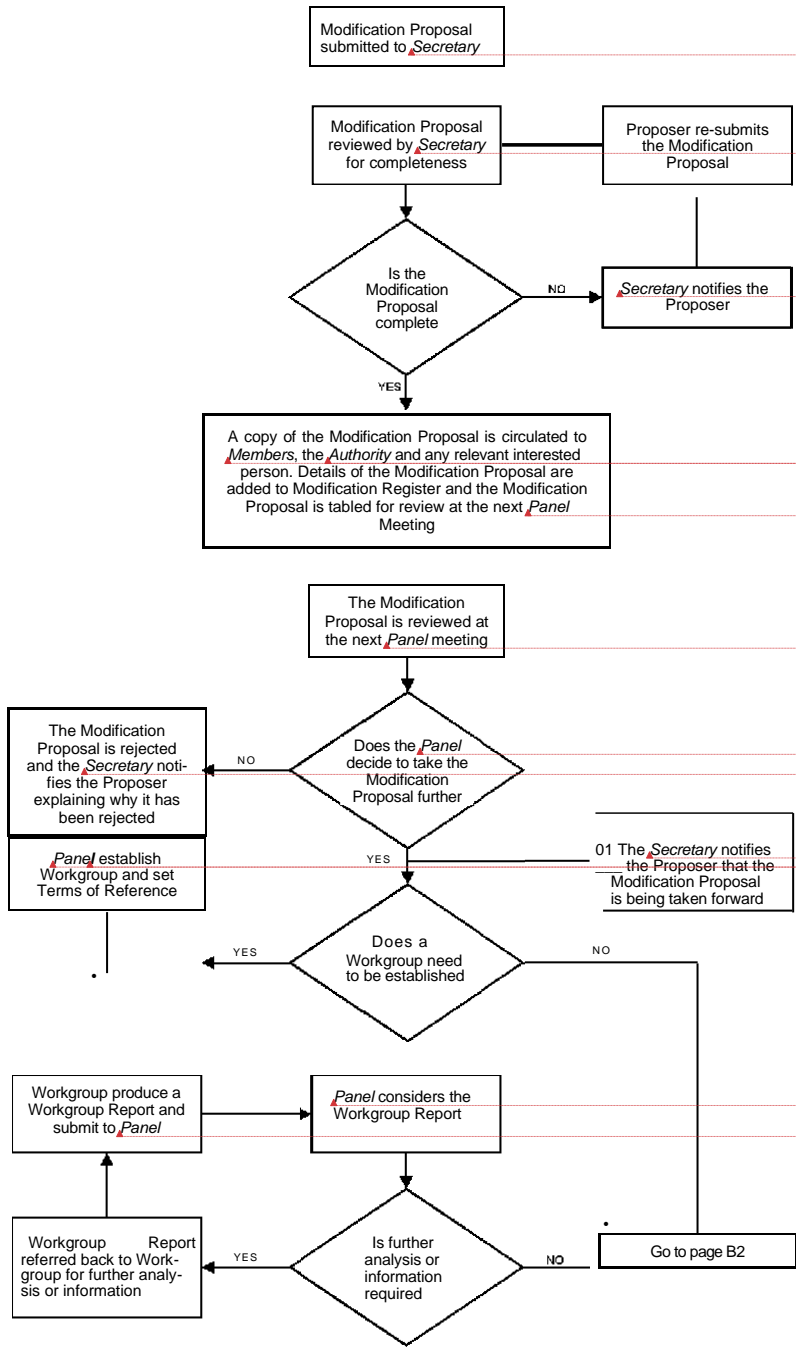 Modification Proposal
submitted to Secretary
Modification Proposal
reviewed by Secretary
for completeness
Proposer re-submits
the Modification
Proposal
Is the
Modification
Proposal
complete
NO
Secretary notifies the
Proposer
YES
A copy of the Modification Proposal is circulated to
Members, the Authority and any relevant interested
person. Details of the Modification Proposal are
added to Modification Register and the Modification
Proposal is tabled for review at the next Panel
Meeting
The Modification
Proposal is reviewed at
the next Panel meeting
The Modification
Proposal is rejected
and the Secretary noti-
fies the Proposer
explaining why it has
been rejected
NO
Does the Panel
decide to take the
Modification
Proposal further
Panel establish
Workgroup and set
Terms of Reference
YES
01 The Secretary notifies
the Proposer that the
Modification Proposal
is being taken forward
YES
Does a
Workgroup need
to be established
NO
Workgroup produce a
Workgroup Report and
submit to Panel
Panel considers the
Workgroup Report
Workgroup Report
referred back to Work-
group for further analy-
sis or information
YES
Is further
analysis or
information
required
NO
Go to page B2